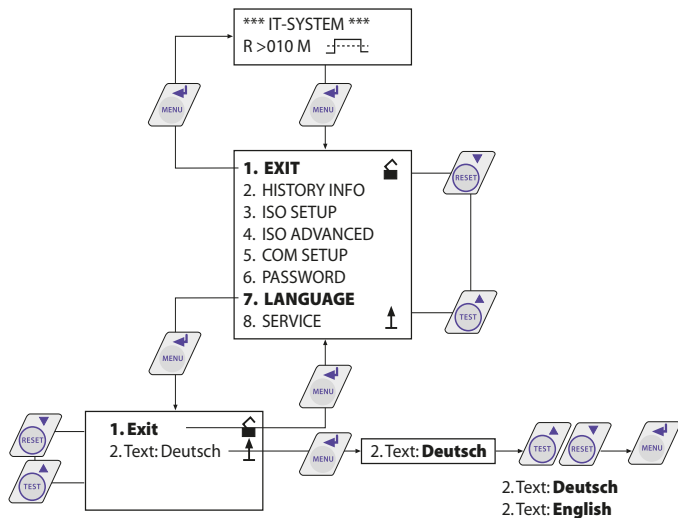 *** IT-SYSTEM ***
R >010 M
MENU
MENU
1. EXIT
2. HISTORY INFO
3. ISO SETUP
4. ISO ADVANCED
5. COM SETUP
6. PASSWORD
7. LANGUAGE
8. SERVICE
RESET
TEST
MENU
MENU
RESET
TEST
1. Exit
2. Text: Deutsch
MENU
2. Text: Deutsch
TEST
RESET
MENU
2. Text: Deutsch
2. Text: English